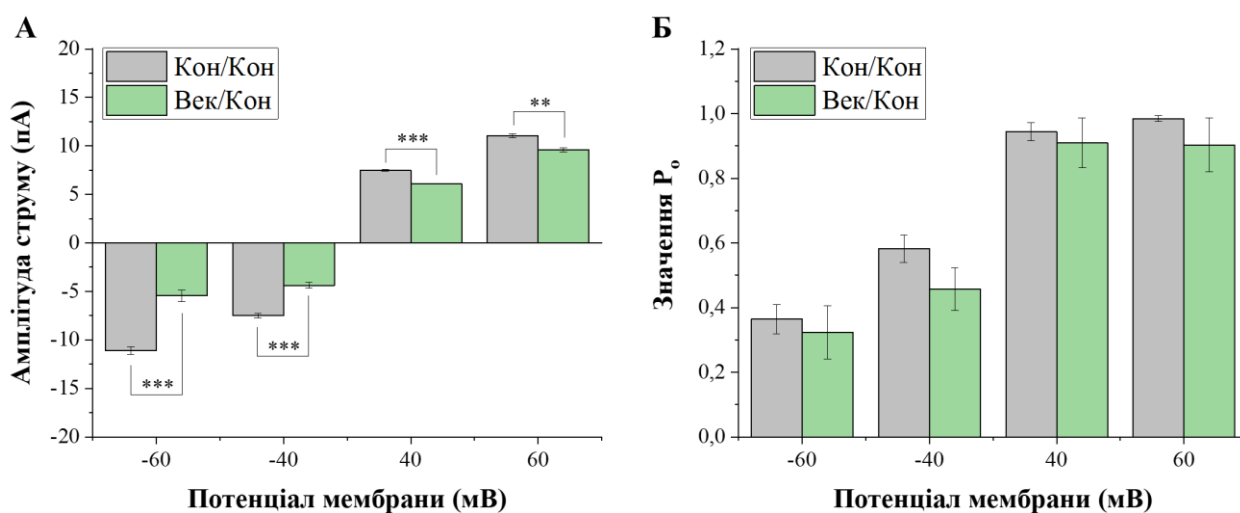 А
Амплітуда струму (пА)
20
15
10
5
0
-5
-10
-15
-20
Кон/Кон
Век/Кон
***
***
***
**
-60
-40
40
60
Потенціал мембрани (мВ)
Б
Значення Pо
1,2
1,0
0,8
0,6
0,4
0,2
0,0
Кон/Кон
Век/Кон
-60
-40
40
60
Потенціал мембрани (мВ)